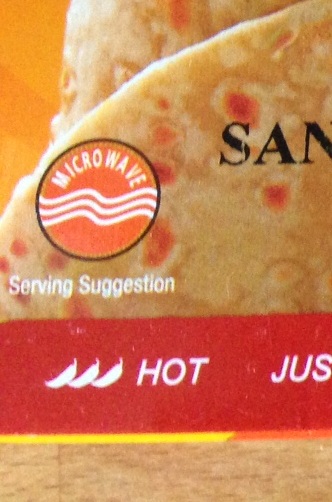 SAN
MICROWAVE
Serving Suggestion
HOT JUS